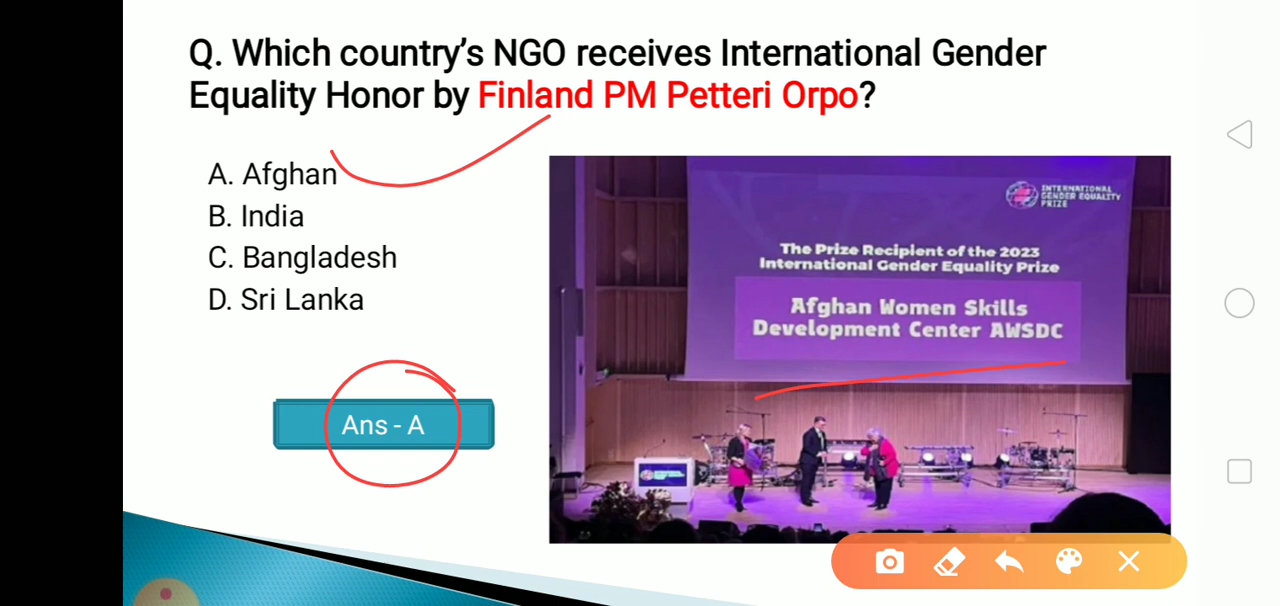 Q. Which country's NGO receives International Gender
Equality Honor by Finland PM Petteri Orpo?
A. Afghan
B. India
C. Bangladesh
D. Sri Lanka
Ans - A
INTERNATIONAL
GENDER EQUALITY
PRIZE
The Prize Recipient of the 2023
International Gender Equality Prize
Afghan Women Skills
Development Center AWSDC